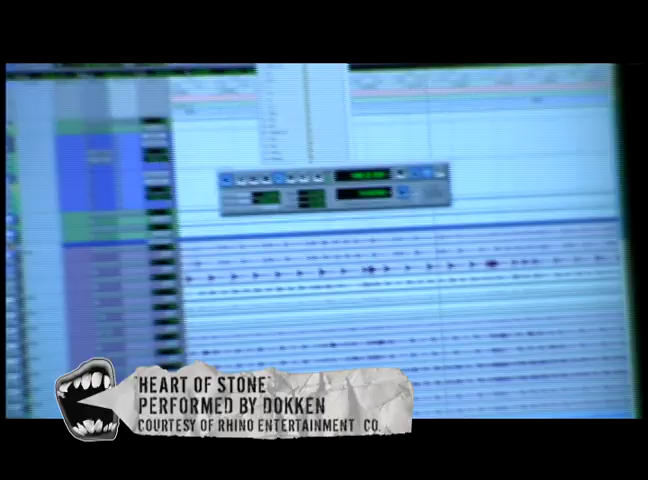 "HEART OF STONE"
PERFORMED BY DOKKEN
COURTESY OF RHINO ENTERTAINMENT CO.